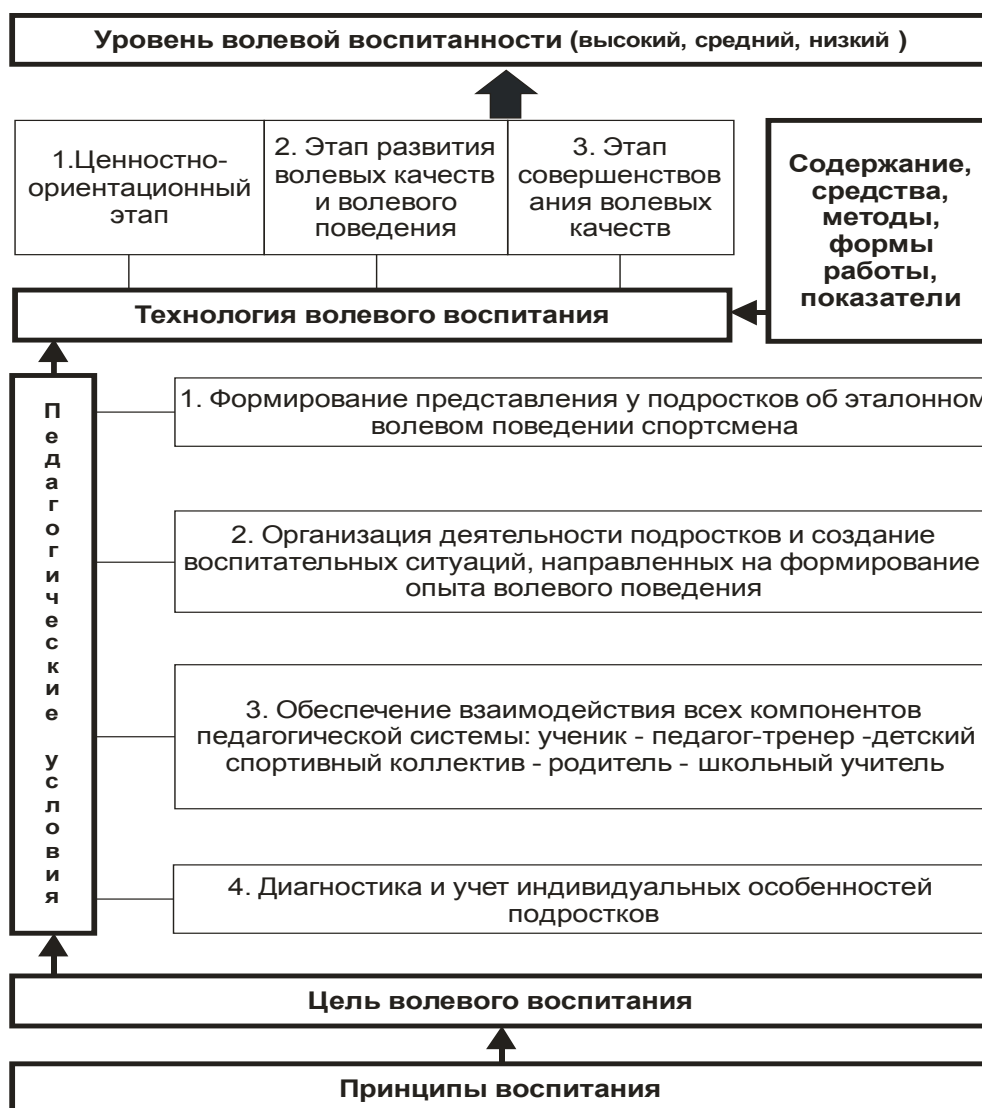 Уровень волевой воспитанности (высокий, средний, низкий )
1.Ценностно-
ориентационный
этап
2. Этап развития
волевых качеств
и волевого
поведения
3. Этап
совершенствов
ания волевых
качеств
Содержание,
средства,
методы,
формы
работы,
показатели
Технология волевого воспитания
Педагогические условия
1. Формирование представления у подростков об эталонном
волевом поведении спортсмена
2. Организация деятельности подростков и создание
воспитательных ситуаций, направленных на формирование
опыта волевого поведения
3. Обеспечение взаимодействия всех компонентов
педагогической системы: ученик - педагог-тренер -детский
спортивный коллектив - родитель - школьный учитель
4. Диагностика и учет индивидуальных особенностей
подростков
Цель волевого воспитания
Принципы воспитания